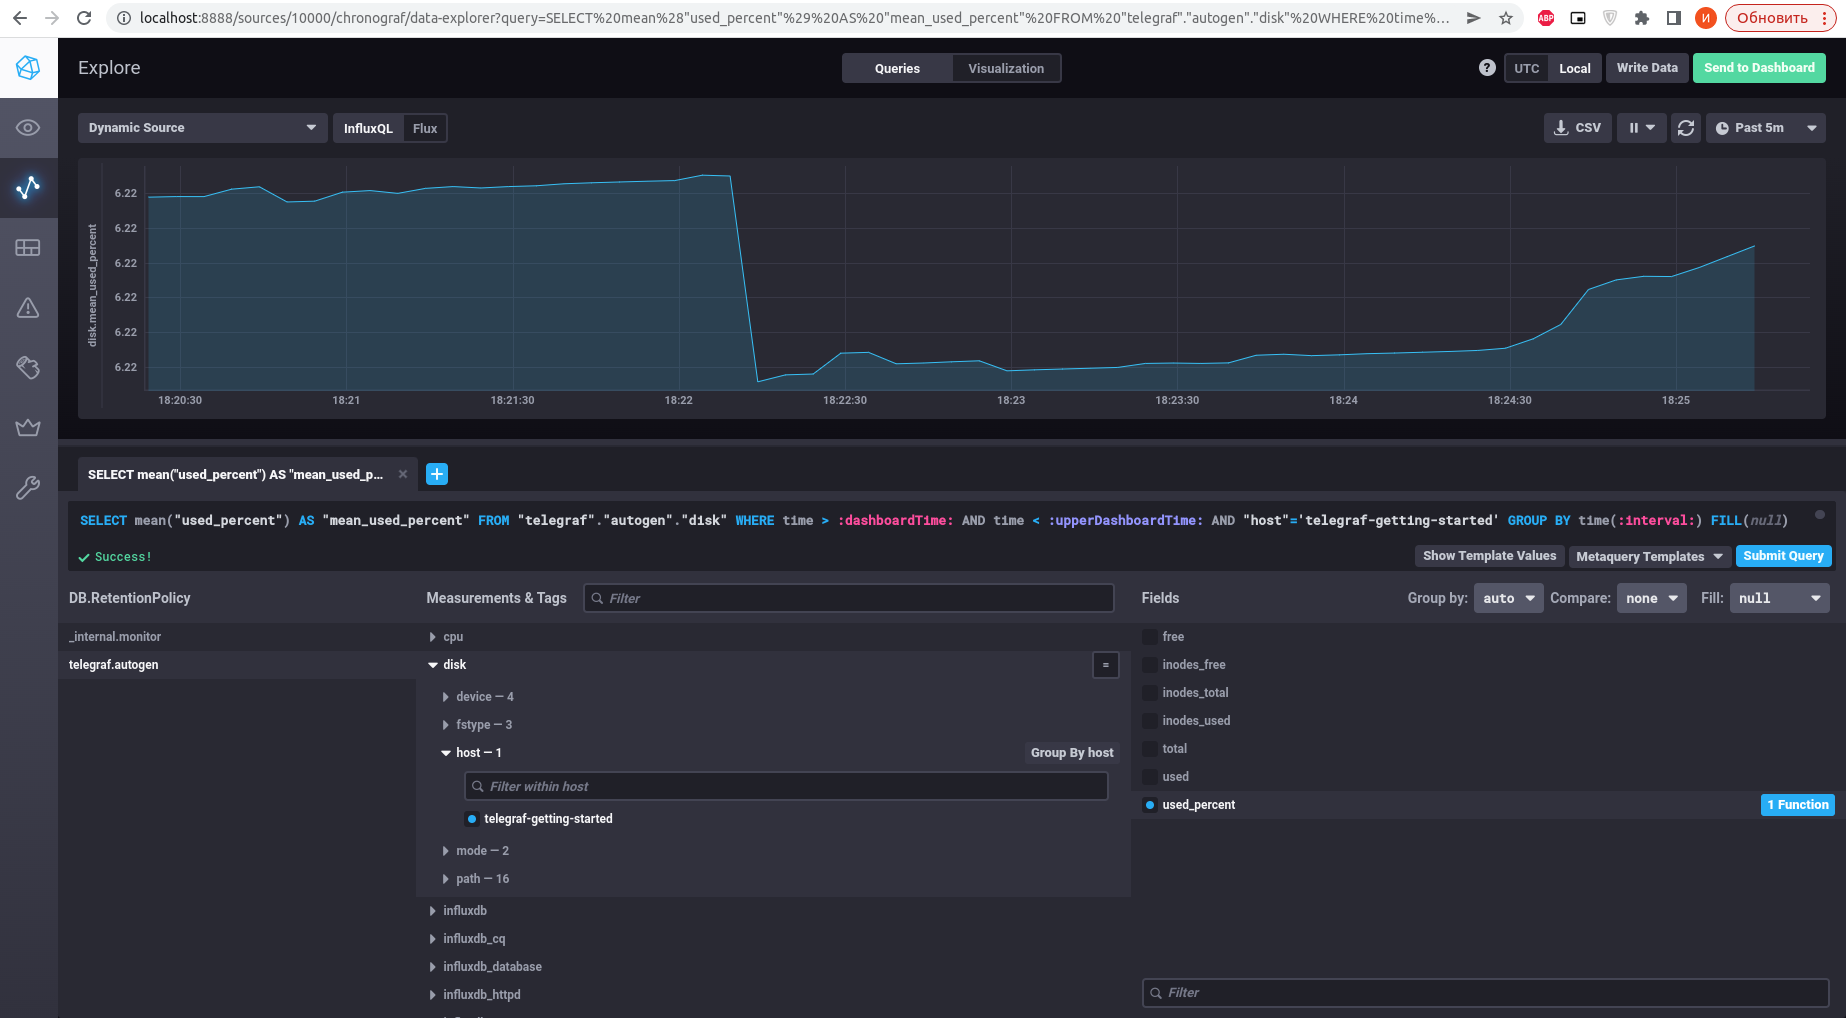 localhost:8888/sources/10000/chronograf/data-explorer?query=SELECT%20mean%28"used_percent"%29%20AS%20"mean_used_percent"%20FROM%20"telegraf"."autogen"."disk"%20WHERE%20time%...
ABP
И
Обновить
Explore
Queries
Visualization
?
UTC
Local
Write Data
Send to Dashboard
Dynamic Source
InfluxQL
Flux
CSV
Past 5m
disk.mean_used_percent
6.22
6.22
6.22
6.22
6.22
6.22
18:20:30
18:21
18:21:30
18:22
18:22:30
18:23
18:23:30
18:24
18:24:30
18:25
SELECT mean("used_percent") AS "mean_used_p...
SELECT mean("used_percent") AS "mean_used_percent" FROM "telegraf"."autogen"."disk" WHERE time > :dashboardTime: AND time < :upperDashboardTime: AND "host"='telegraf-getting-started' GROUP BY time(:interval:) FILL(null)
Success!
Show Template Values
Metaquery Templates
Submit Query
DB.RetentionPolicy
_internal.monitor
telegraf.autogen
Measurements & Tags
Filter
cpu
disk
=
device — 4
fstype — 3
host — 1
Group By host
Filter within host
telegraf-getting-started
mode — 2
path — 16
influxdb
influxdb_cq
influxdb_database
influxdb_httpd
Fields
Group by:
auto
Compare:
none
Fill:
null
free
inodes_free
inodes_total
inodes_used
total
used
used_percent
1 Function
Filter